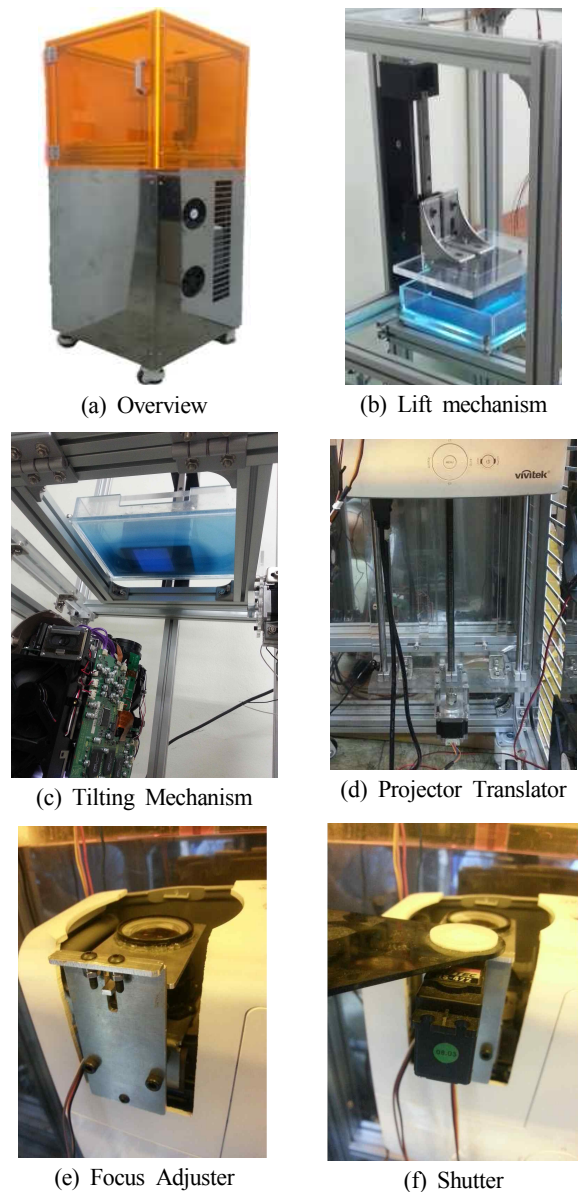 (a) Overview
(b) Lift mechanism
vivitek
(c) Tilting Mechanism
(d) Projector Translator
(e) Focus Adjuster
(f) Shutter